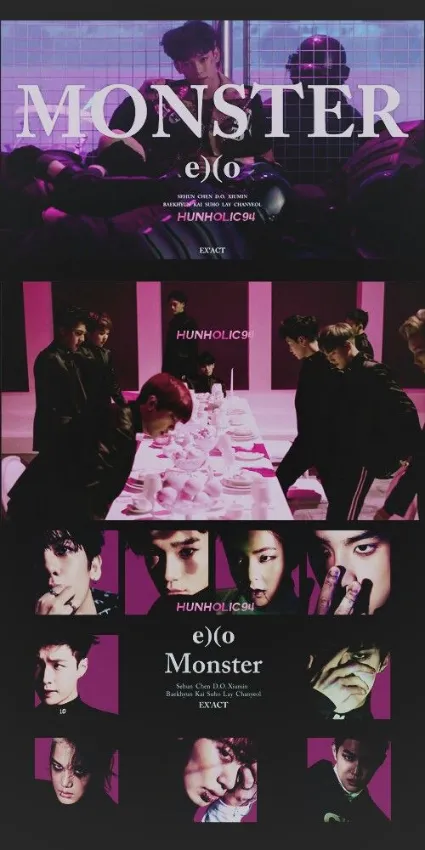 MONSTER
e)(o
SEHUN CHEN D.O. XIUMIN
BAEKHYUN KAI SUHO LAY CHANYEOL
HUNHOLIC94
EX'ACT
HUNHOLIC94
HUNHOLIC94
e)(o
Monster
Sehun Chen D.O. Xiumin
Baekhyun Kai Suho Lay Chanyeol
EX'ACT